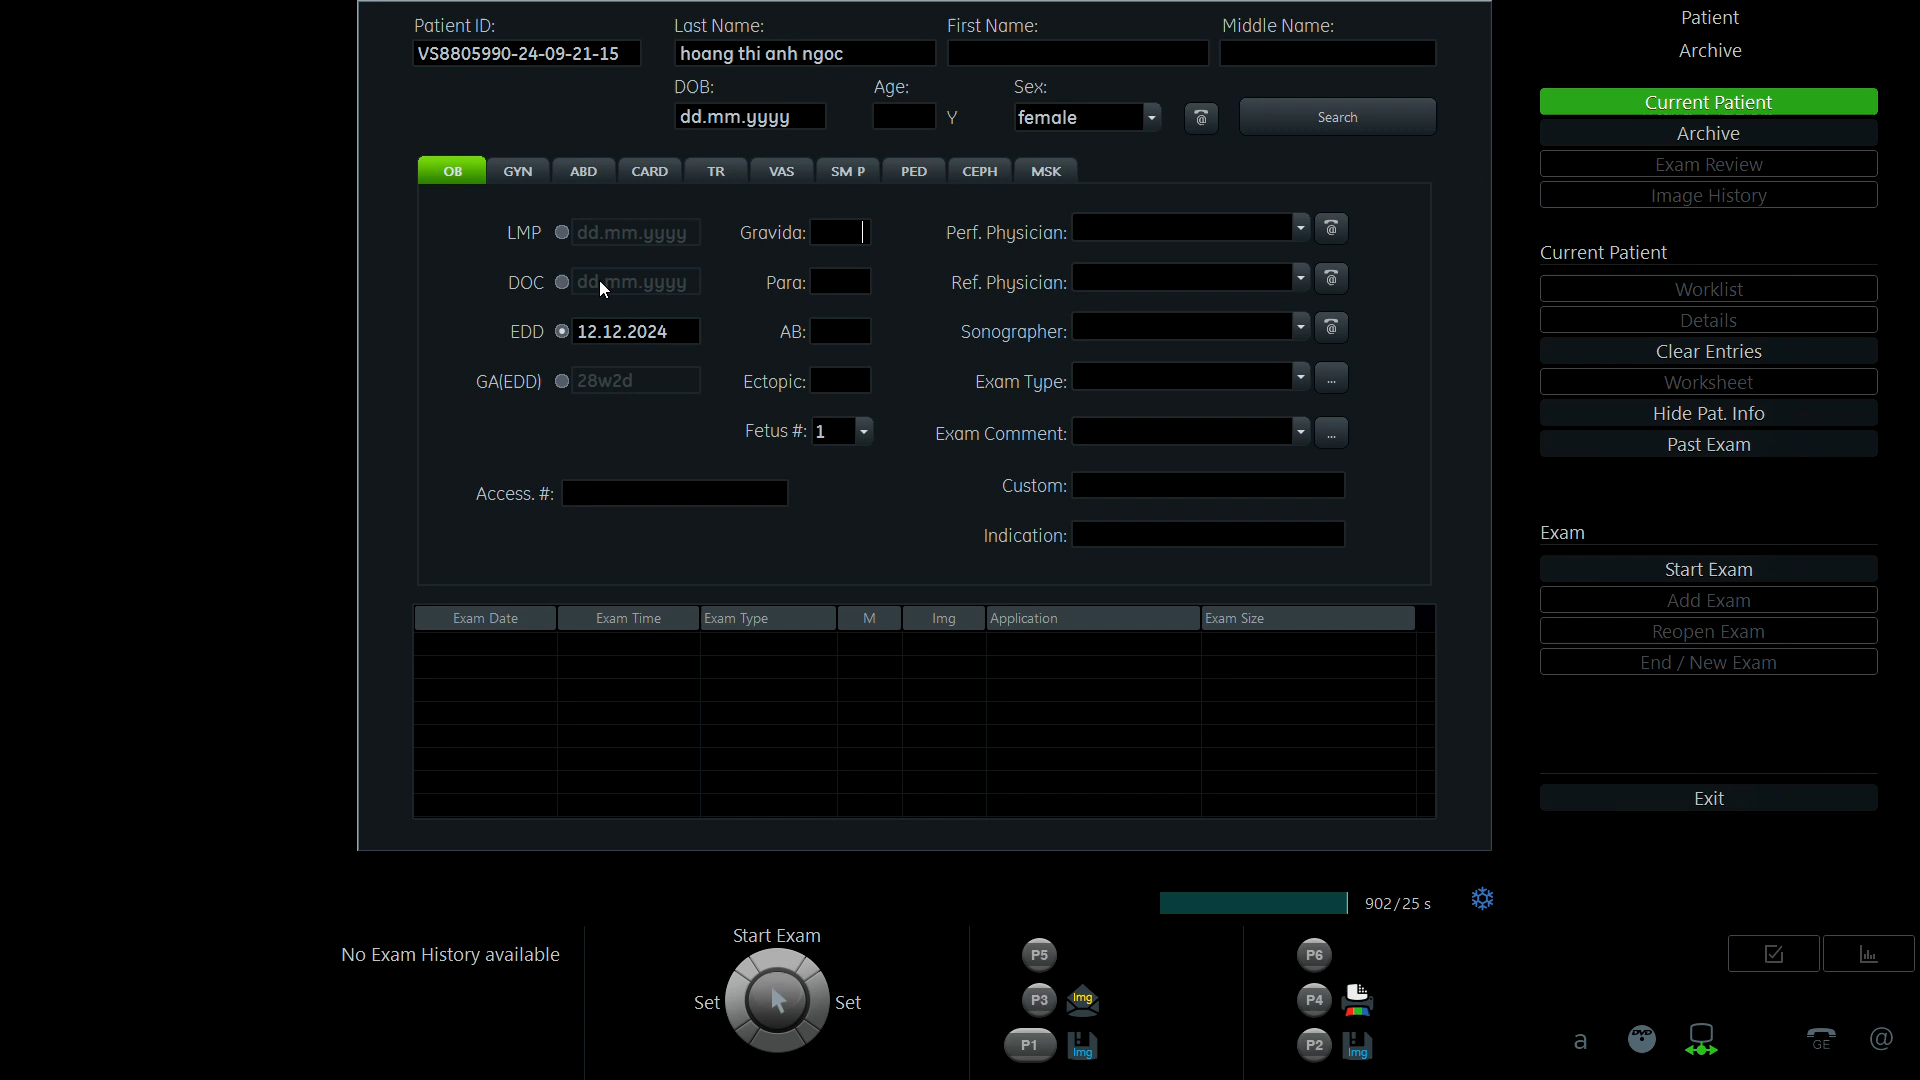 Patient ID:
Last Name:
First Name:
Middle Name:
VS8805990-24-09-21-15
hoang thi anh ngoc
DOB:
Age:
Sex:
dd.mm.yyyy
Y
female
@
Search
OB
GYN
ABD
CARD
TR
VAS
SM P
PED
CEPH
MSK
LMP
dd.mm.yyyy
Gravida:
Perf. Physician:
@
DOC
dd.mm.yyyy
Para:
Ref. Physician:
@
EDD
12.12.2024
AB:
Sonographer:
@
GA(EDD)
28w2d
Ectopic:
Exam Type:
...
Fetus #:
1
Exam Comment:
...
Access. #:
Custom:
Indication:
Exam Date
Exam Time
Exam Type
M
Img
Application
Exam Size
Patient
Archive
Current Patient
Archive
Exam Review
Image History
Current Patient
Worklist
Details
Clear Entries
Worksheet
Hide Pat. Info
Past Exam
Exam
Start Exam
Add Exam
Reopen Exam
End / New Exam
Exit
902/25 s
No Exam History available
Start Exam
Set
Set
P5
P3
Img
P1
Img
P6
P4
P2
Img
a
DVD
GE
@